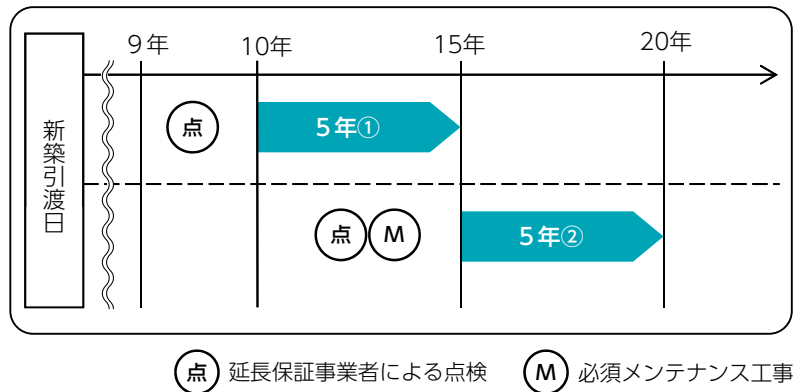 9年 10年 15年 20年
新築引渡日
点 5年①
点 M 5年②
点 延長保証事業者による点検 M 必須メンテナンス工事